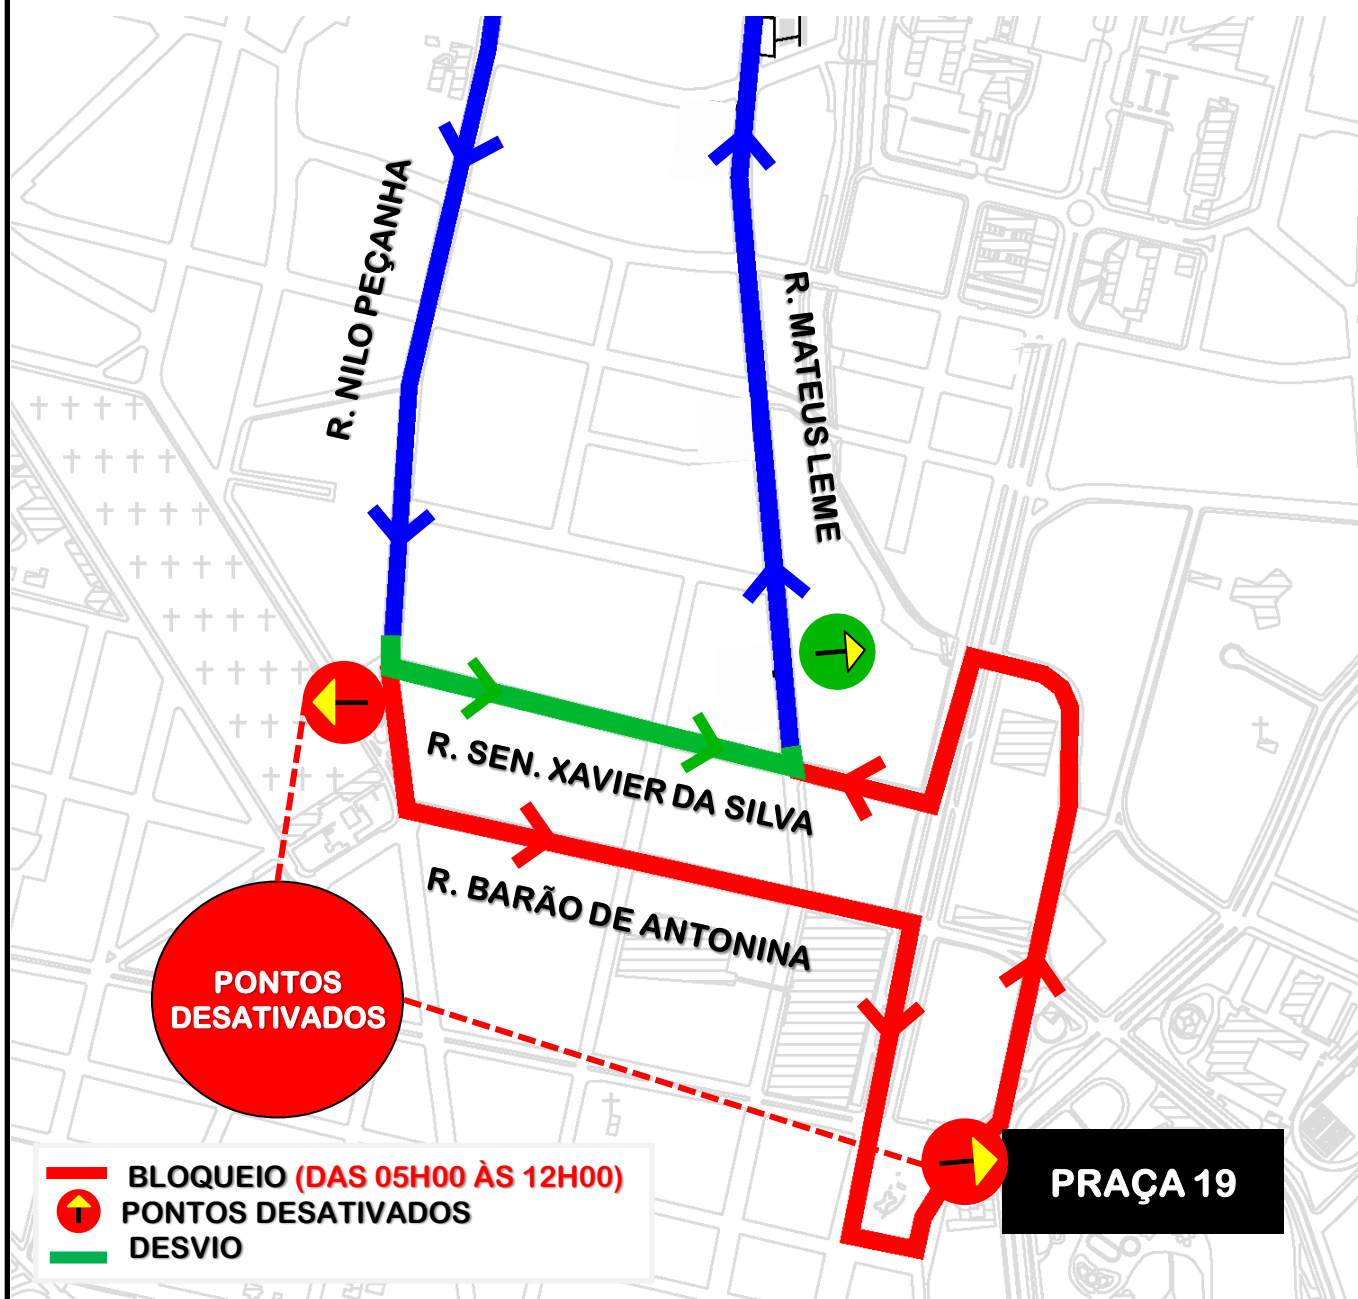 R. NILO PEÇANHA
R. MATEUS LEME
R. SEN. XAVIER DA SILVA
R. BARÃO DE ANTONINA
PONTOS
DESATIVADOS
PRAÇA 19
BLOQUEIO (DAS 05H00 ÀS 12H00)
PONTOS DESATIVADOS
DESVIO